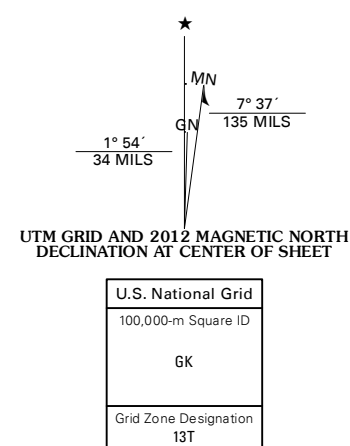 ★
MN
7° 37´
135 MILS
GN
1° 54´
34 MILS
UTM GRID AND 2012 MAGNETIC NORTH
DECLINATION AT CENTER OF SHEET
U.S. National Grid
100,000-m Square ID
GK
Grid Zone Designation
13T